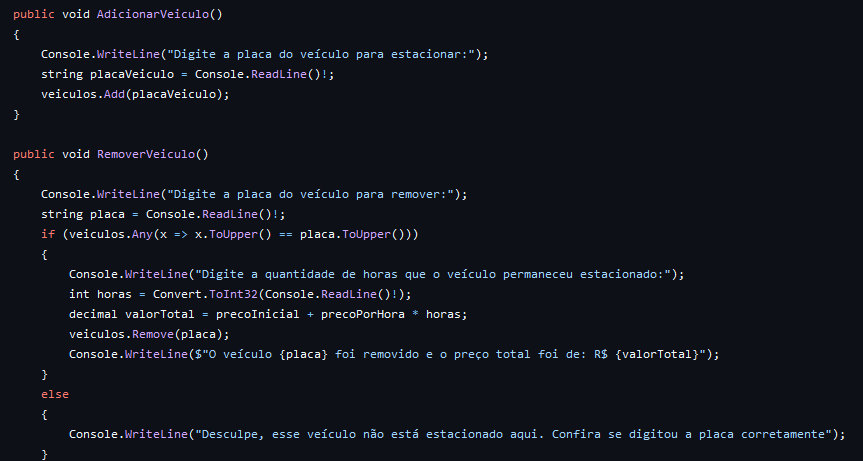 public void AdicionarVeiculo()
{
    Console.WriteLine("Digite a placa do veículo para estacionar:");
    string placaVeiculo = Console.ReadLine()!;
    veiculos.Add(placaVeiculo);
}

public void RemoverVeiculo()
{
    Console.WriteLine("Digite a placa do veículo para remover:");
    string placa = Console.ReadLine()!;
    if (veiculos.Any(x => x.ToUpper() == placa.ToUpper()))
    {
        Console.WriteLine("Digite a quantidade de horas que o veículo permaneceu estacionado:");
        int horas = Convert.ToInt32(Console.ReadLine()!);
        decimal valorTotal = precoInicial + precoPorHora * horas;
        veiculos.Remove(placa);
        Console.WriteLine($"O veículo {placa} foi removido e o preço total foi de: R$ {valorTotal}");
    }
    else
    {
        Console.WriteLine("Desculpe, esse veículo não está estacionado aqui. Confira se digitou a placa corretamente");
    }